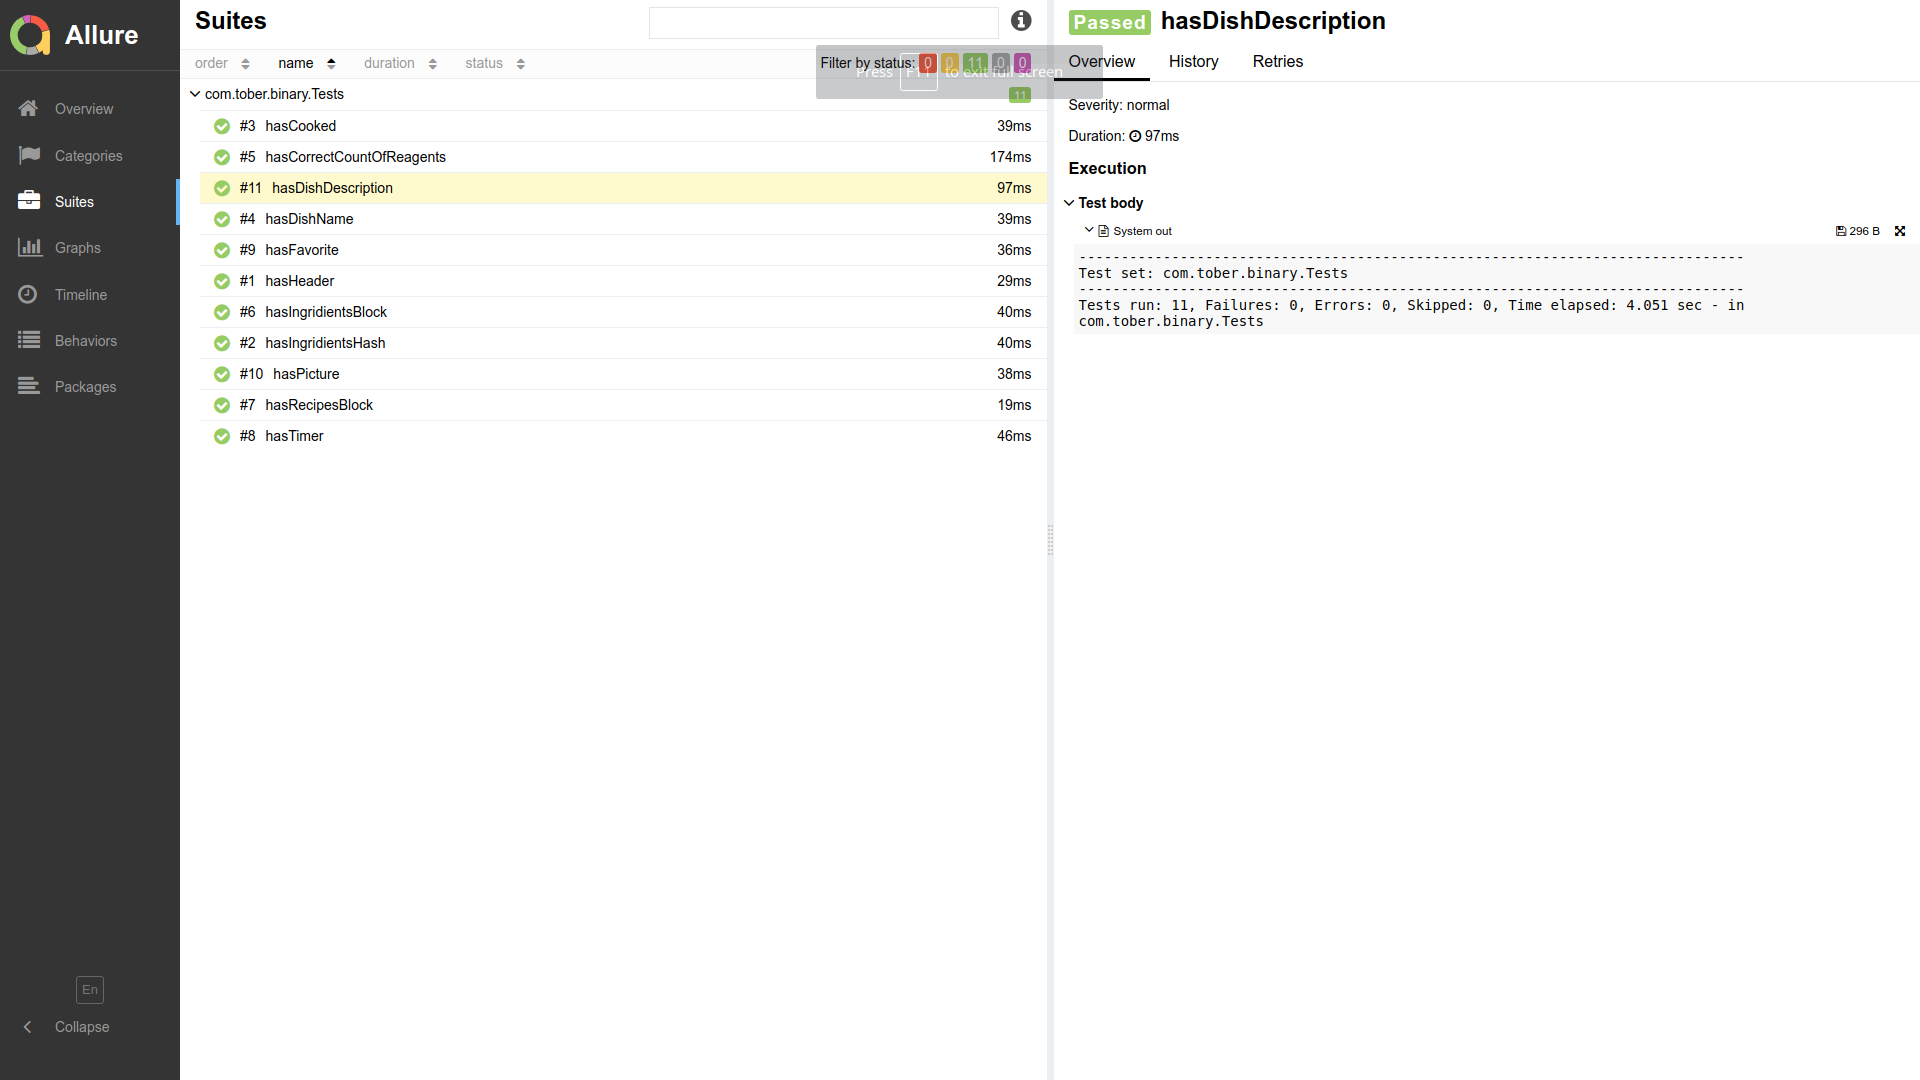 Allure
Overview
Categories
Suites
Graphs
Timeline
Behaviors
Packages
En
Collapse
Suites
order name duration status
Filter by status: 0 0 11 0 0
Press F11 to exit full screen
com.tober.binary.Tests 11
#3 hasCooked 39ms
#5 hasCorrectCountOfReagents 174ms
#11 hasDishDescription 97ms
#4 hasDishName 39ms
#9 hasFavorite 36ms
#1 hasHeader 29ms
#6 hasIngridientsBlock 40ms
#2 hasIngridientsHash 40ms
#10 hasPicture 38ms
#7 hasRecipesBlock 19ms
#8 hasTimer 46ms
Passed hasDishDescription
Overview History Retries
Severity: normal
Duration: 97ms
Execution
Test body
System out 296 B
-------------------------------------------------------------------------------
Test set: com.tober.binary.Tests
-------------------------------------------------------------------------------
Tests run: 11, Failures: 0, Errors: 0, Skipped: 0, Time elapsed: 4.051 sec - in
com.tober.binary.Tests